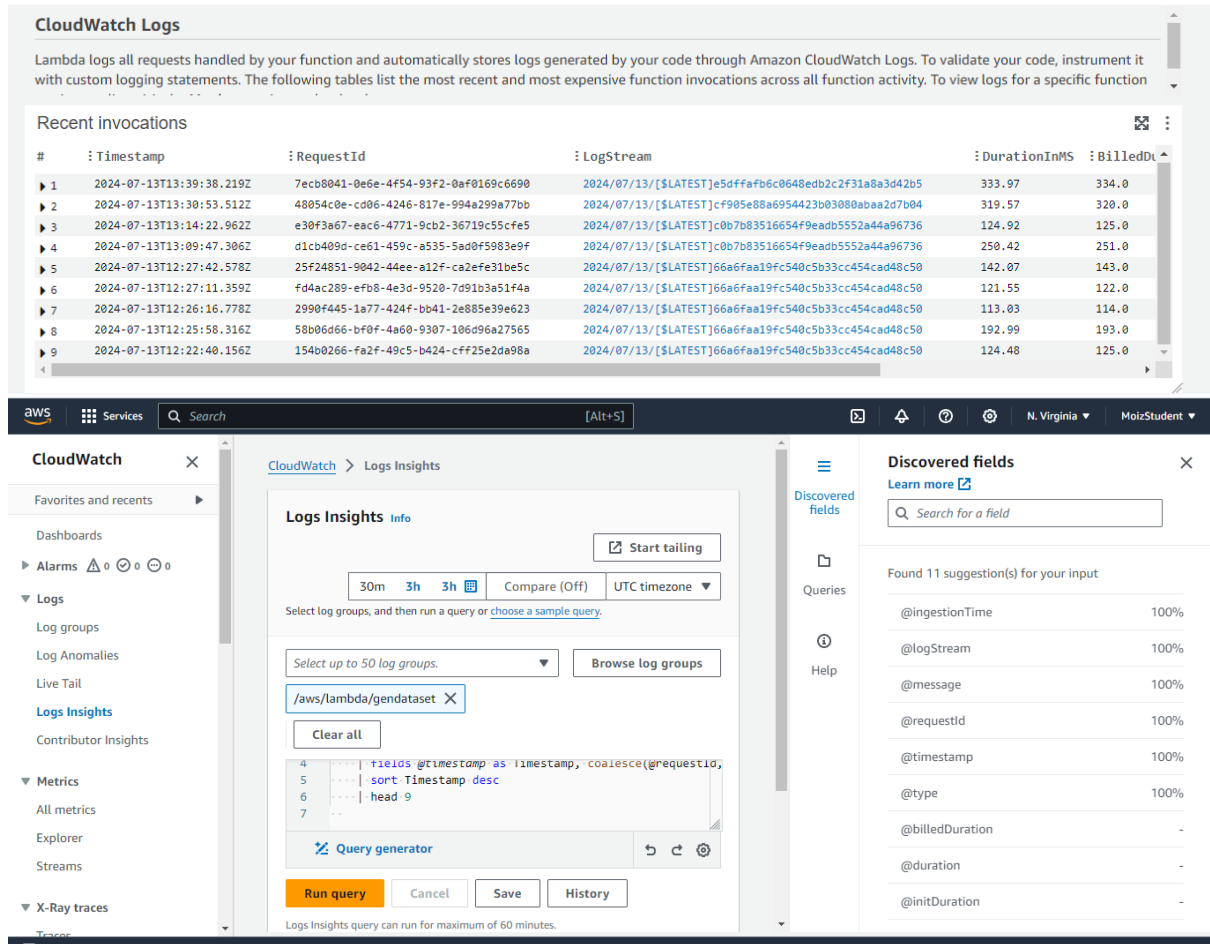 CloudWatch Logs
Lambda logs all requests handled by your function and automatically stores logs generated by your code through Amazon CloudWatch Logs. To validate your code, instrument it
with custom logging statements. The following tables list the most recent and most expensive function invocations across all function activity. To view logs for a specific function
Recent invocations
# Timestamp RequestId LogStream DurationInMS BilledDu
1 2024-07-13T13:39:38.219Z 7ecb8041-0e6e-4f54-93f2-0af0169c6690 2024/07/13/[$LATEST]e5dffafb6c0648edb2c2f31a8a3d42b5 333.97 334.0
2 2024-07-13T13:30:53.512Z 48054c0e-cd06-4246-817e-994a299a77bb 2024/07/13/[$LATEST]cf905e88a6954423b03080abaa2d7b04 319.57 320.0
3 2024-07-13T13:14:22.962Z e30f3a67-eac6-4771-9cb2-36719c55cfe5 2024/07/13/[$LATEST]c0b7b83516654f9eadb5552a44a96736 124.92 125.0
4 2024-07-13T13:09:47.306Z d1cb409d-ce61-459c-a535-5ad0f5983e9f 2024/07/13/[$LATEST]c0b7b83516654f9eadb5552a44a96736 250.42 251.0
5 2024-07-13T12:27:42.578Z 25f24851-9042-44ee-a12f-ca2efe31be5c 2024/07/13/[$LATEST]66a6faa19fc540c5b33cc454cad48c50 142.07 143.0
6 2024-07-13T12:27:11.359Z fd4ac289-efb8-4e3d-9520-7d91b3a51f4a 2024/07/13/[$LATEST]66a6faa19fc540c5b33cc454cad48c50 121.55 122.0
7 2024-07-13T12:26:16.778Z 2990f445-1a77-424f-bb41-2e885e39e623 2024/07/13/[$LATEST]66a6faa19fc540c5b33cc454cad48c50 113.03 114.0
8 2024-07-13T12:25:58.316Z 58b06d66-bf0f-4a60-9307-106d96a27565 2024/07/13/[$LATEST]66a6faa19fc540c5b33cc454cad48c50 192.99 193.0
9 2024-07-13T12:22:40.156Z 154b0266-fa2f-49c5-b424-cff25e2da98a 2024/07/13/[$LATEST]66a6faa19fc540c5b33cc454cad48c50 124.48 125.0
aws Services Search [Alt+S] N. Virginia MoizStudent
CloudWatch
Favorites and recents
Dashboards
Alarms 0 0 0
Logs
Log groups
Log Anomalies
Live Tail
Logs Insights
Contributor Insights
Metrics
All metrics
Explorer
Streams
X-Ray traces
Traces
CloudWatch > Logs Insights
Logs Insights Info
Start tailing
30m 3h 3h Compare (Off) UTC timezone
Select log groups, and then run a query or choose a sample query.
Select up to 50 log groups. Browse log groups
/aws/lambda/gendataset
Clear all
4 | fields @timestamp as Timestamp, coalesce(@requestId,
5 | sort Timestamp desc
6 | head 9
7
Query generator
Run query Cancel Save History
Logs Insights query can run for maximum of 60 minutes.
Discovered
fields
Queries
Help
Discovered fields
Learn more
Search for a field
Found 11 suggestion(s) for your input
@ingestionTime 100%
@logStream 100%
@message 100%
@requestId 100%
@timestamp 100%
@type 100%
@billedDuration -
@duration -
@initDuration -